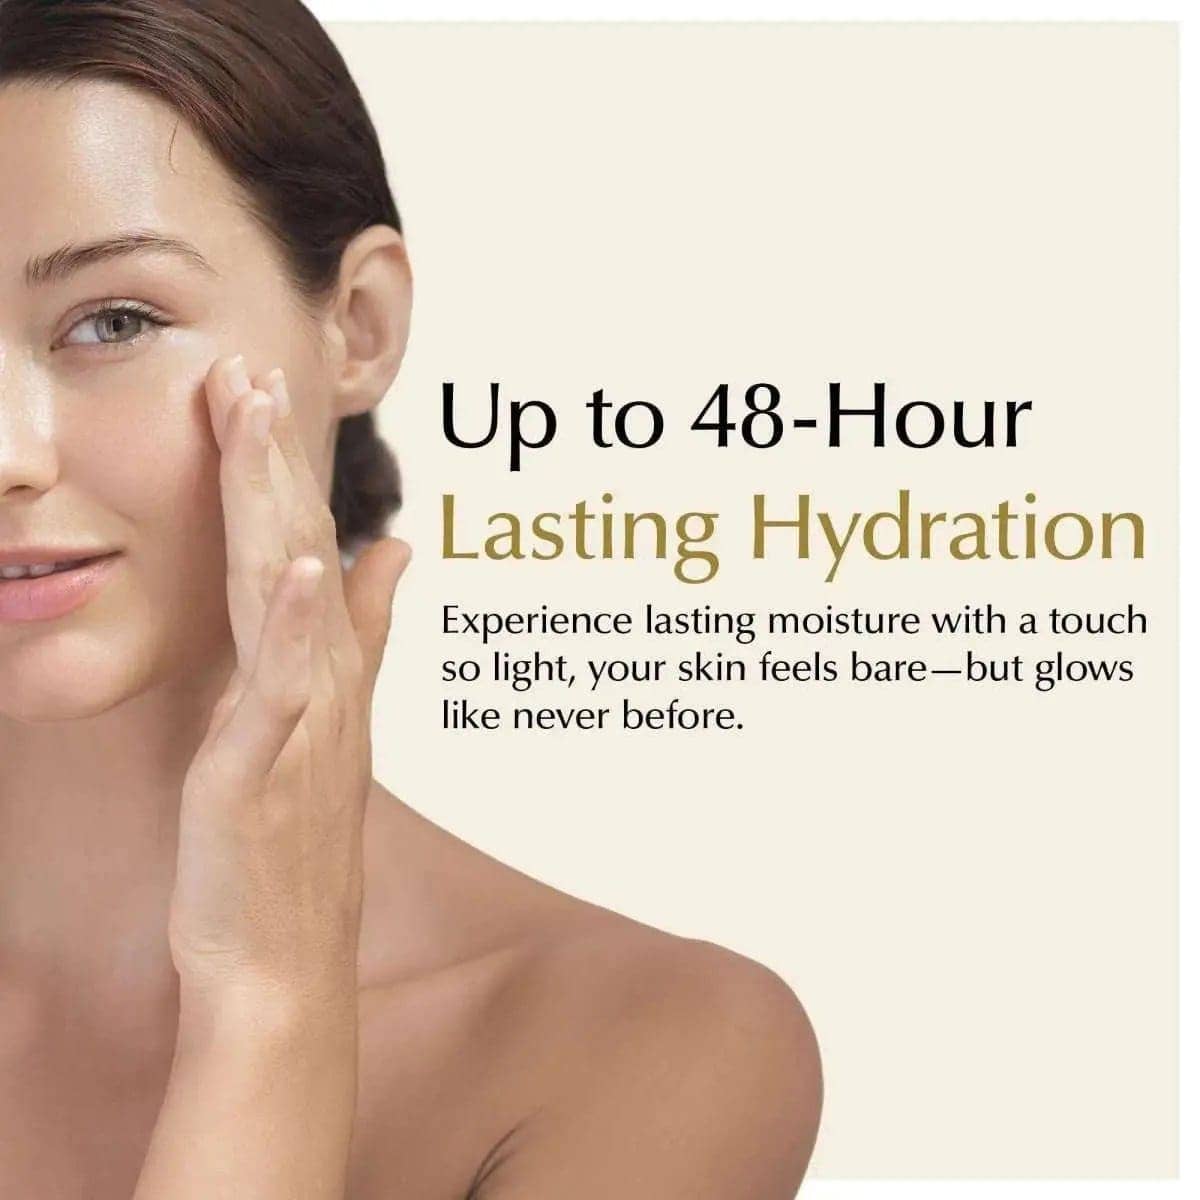 Up to 48-Hour
Lasting Hydration
Experience lasting moisture with a touch
so light, your skin feels bare—but glows
like never before.